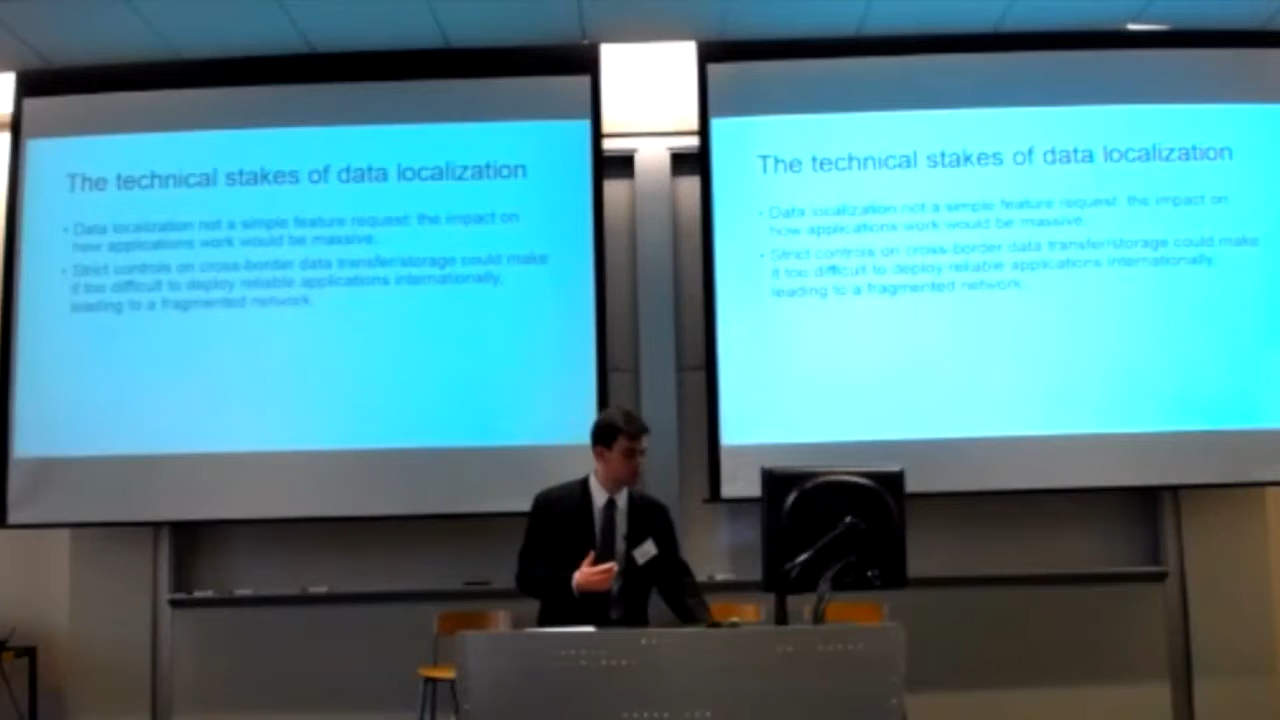 The technical stakes of data localization
• Data localization not a simple feature request: the impact on
how applications work would be massive.
• Strict controls on cross-border data transfer/storage could make
it too difficult to deploy reliable applications internationally,
leading to a fragmented network.
The technical stakes of data localization
• Data localization not a simple feature request: the impact on
how applications work would be massive.
• Strict controls on cross-border data transfer/storage could make
it too difficult to deploy reliable applications internationally,
leading to a fragmented network.